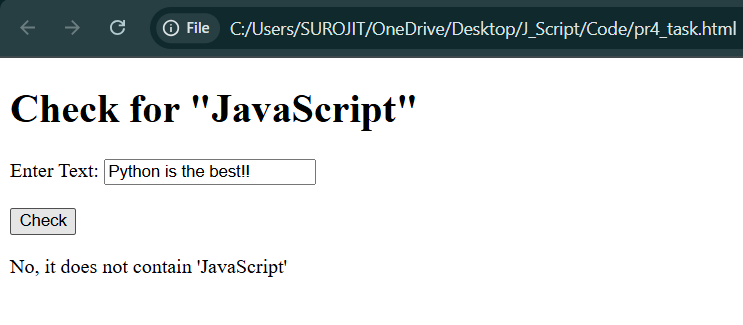 File C:/Users/SUROJIT/OneDrive/Desktop/J_Script/Code/pr4_task.html
Check for "JavaScript"
Enter Text: Python is the best!!
Check
No, it does not contain 'JavaScript'